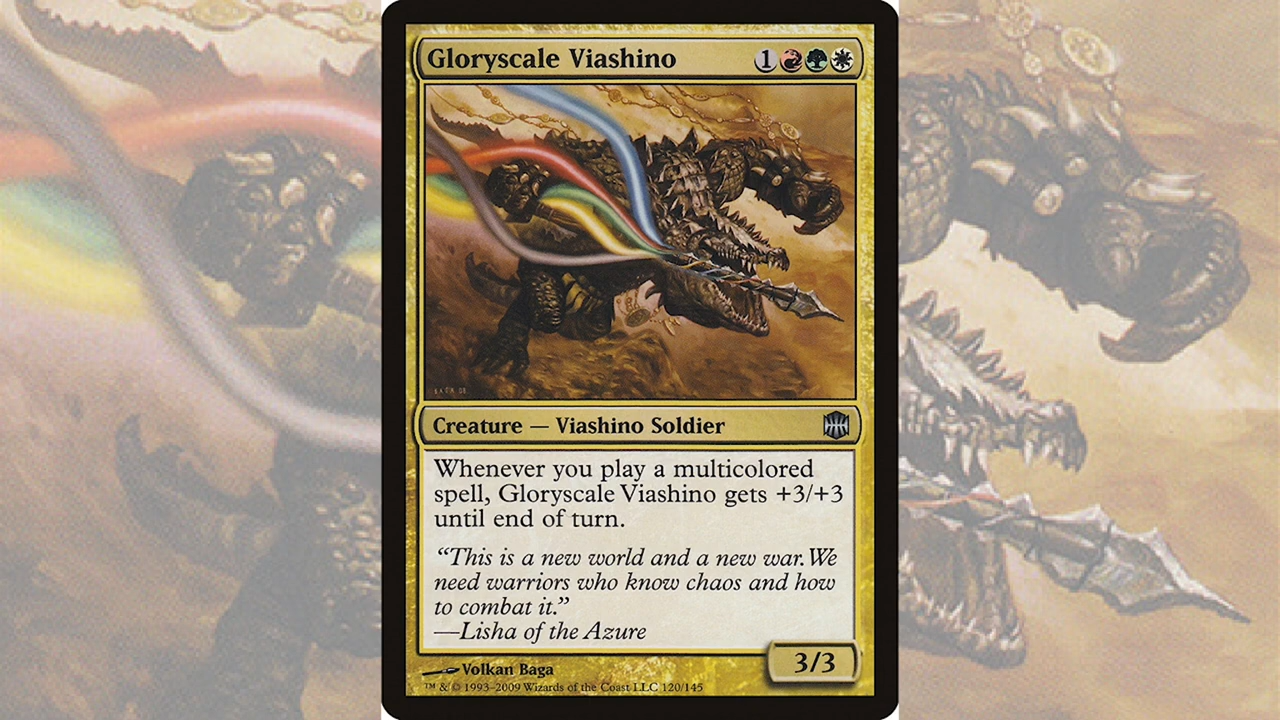 Gloryscale Viashino 1
Creature — Viashino Soldier
Whenever you play a multicolored
spell, Gloryscale Viashino gets +3/+3
until end of turn.
“This is a new world and a new war. We
need warriors who know chaos and how
to combat it.”
—Lisha of the Azure
3/3
Volkan Baga
™ & © 1993–2009 Wizards of the Coast LLC 120/145